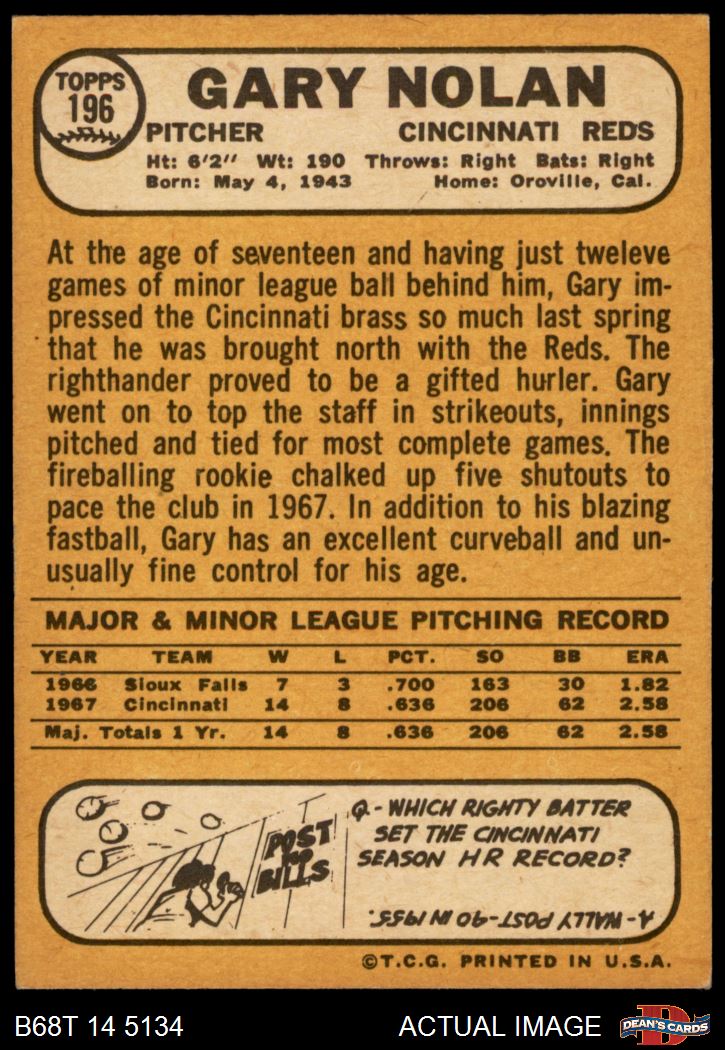 TOPPS
196
GARY NOLAN
PITCHER CINCINNATI REDS
Ht: 6'2" Wt: 190 Throws: Right Bats: Right
Born: May 4, 1943 Home: Oroville, Cal.
At the age of seventeen and having just tweleve
games of minor league ball behind him, Gary im-
pressed the Cincinnati brass so much last spring
that he was brought north with the Reds. The
righthander proved to be a gifted hurler. Gary
went on to top the staff in strikeouts, innings
pitched and tied for most complete games. The
fireballing rookie chalked up five shutouts to
pace the club in 1967. In addition to his blazing
fastball, Gary has an excellent curveball and un-
usually fine control for his age.
MAJOR & MINOR LEAGUE PITCHING RECORD
YEAR TEAM W L PCT. SO BB ERA
1966 Sioux Falls 7 3 .700 163 30 1.82
1967 Cincinnati 14 8 .636 206 62 2.58
Maj. Totals 1 Yr. 14 8 .636 206 62 2.58
POST
NO
BILLS
Q-WHICH RIGHTY BATTER
SET THE CINCINNATI
SEASON HR RECORD?
A-WALLY POST-40 IN 1955.
©T.C.G. PRINTED IN U.S.A.
B68T 14 5134 ACTUAL IMAGE
D
DEAN'S CARDS